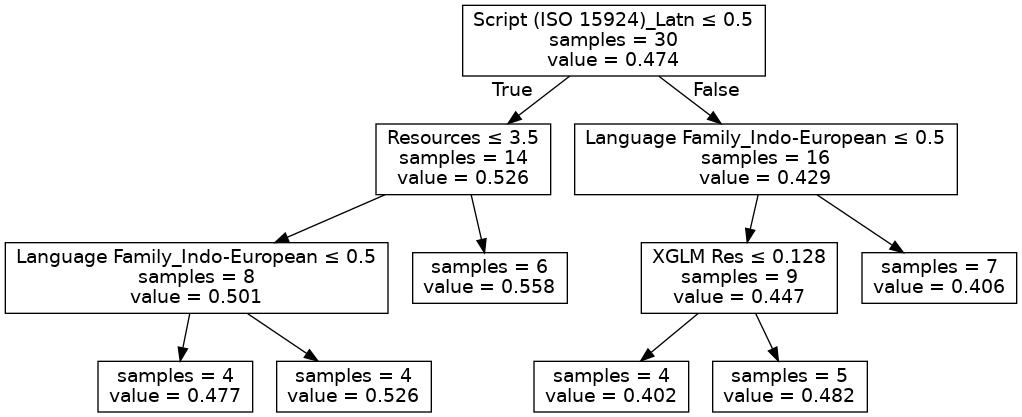 Script (ISO 15924)_Latn ≤ 0.5
samples = 30
value = 0.474
True
False
Resources ≤ 3.5
samples = 14
value = 0.526
Language Family_Indo-European ≤ 0.5
samples = 16
value = 0.429
Language Family_Indo-European ≤ 0.5
samples = 8
value = 0.501
samples = 6
value = 0.558
XGLM Res ≤ 0.128
samples = 9
value = 0.447
samples = 7
value = 0.406
samples = 4
value = 0.477
samples = 4
value = 0.526
samples = 4
value = 0.402
samples = 5
value = 0.482